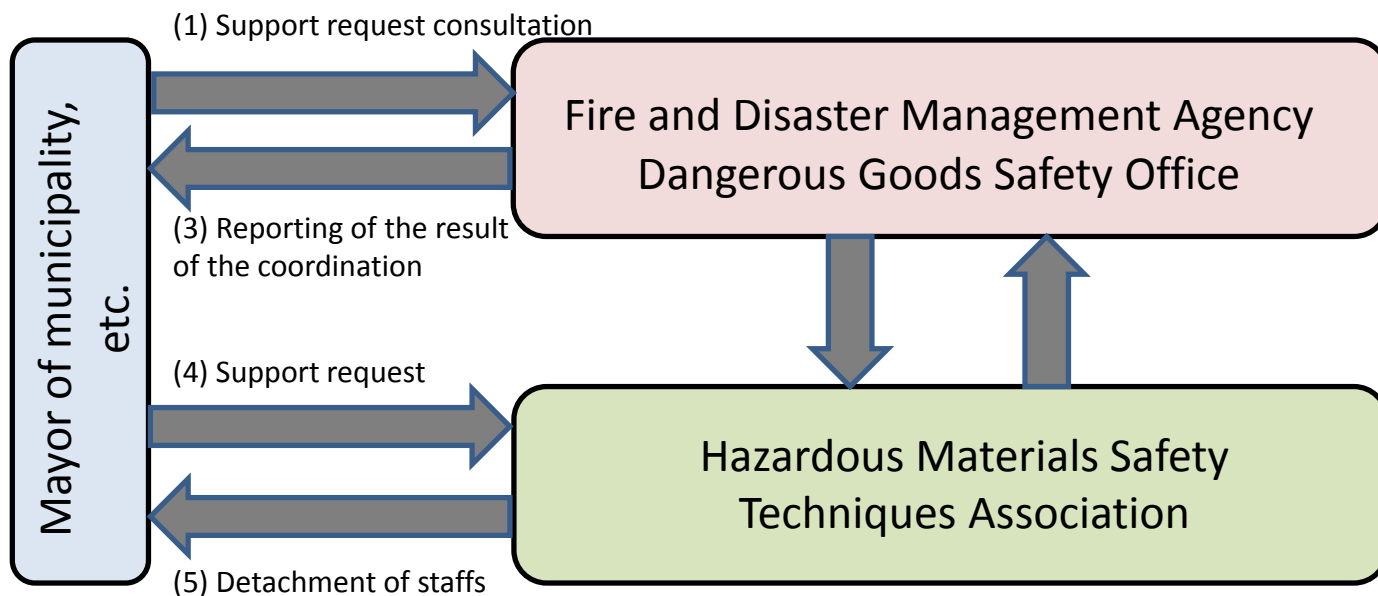 (1) Support request consultation
Mayor of municipality,
etc.
Fire and Disaster Management Agency
Dangerous Goods Safety Office
(3) Reporting of the result
of the coordination
(4) Support request
Hazardous Materials Safety
Techniques Association
(5) Detachment of staffs